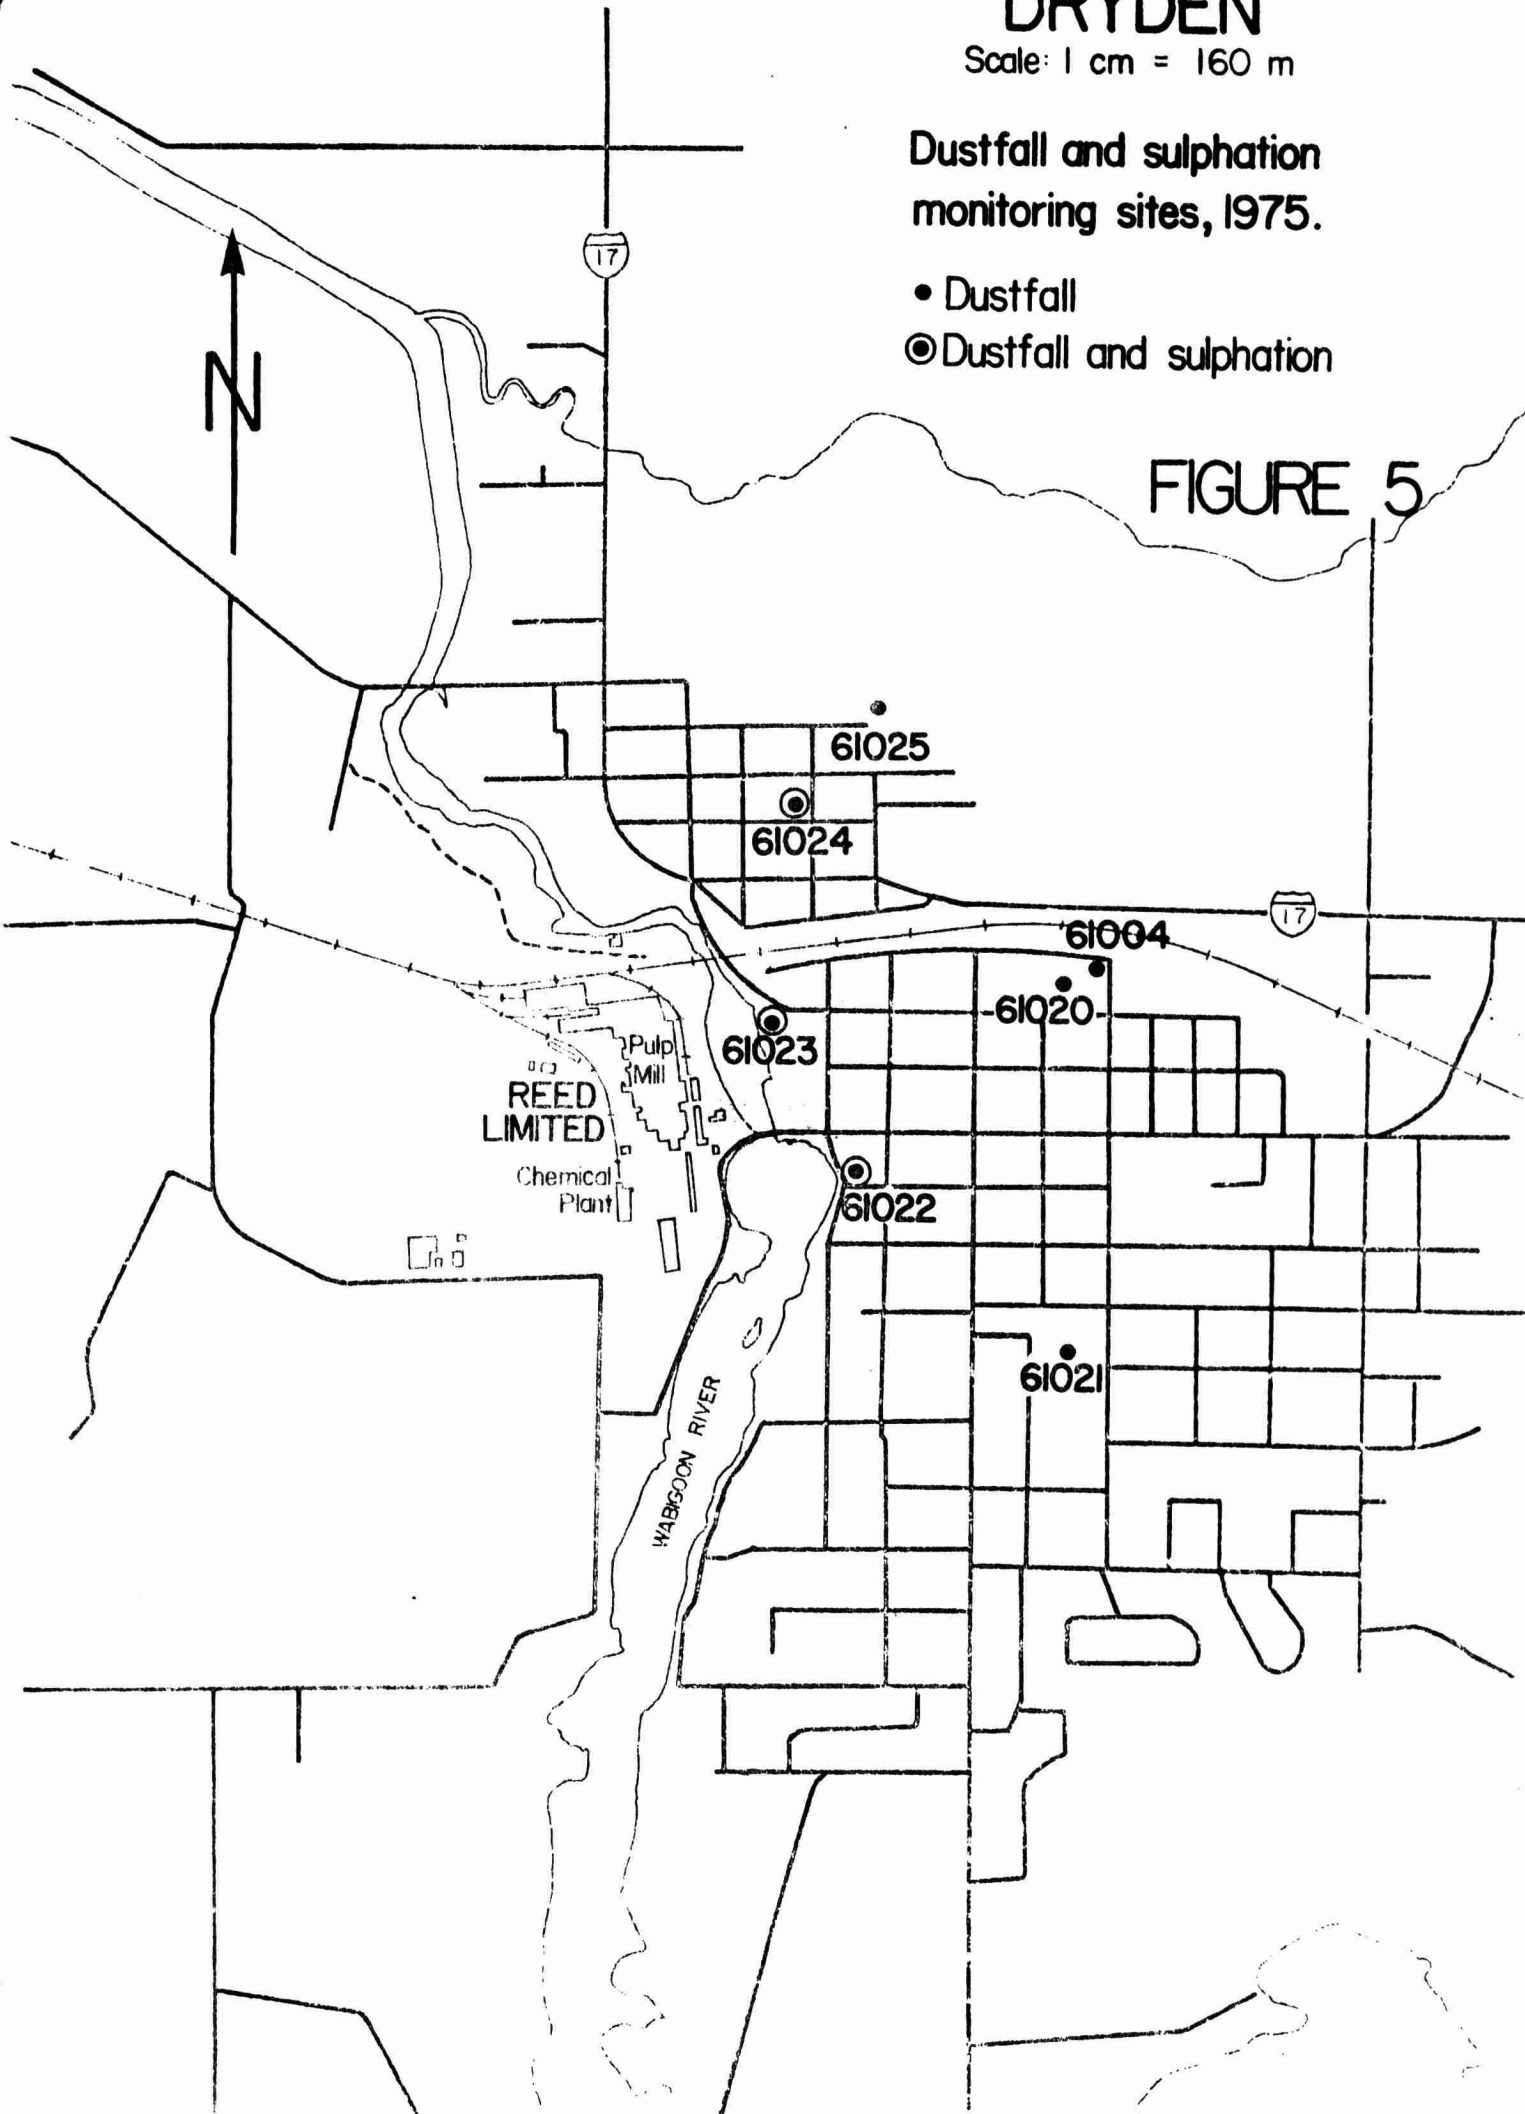 DRYDEN
Scale: 1 cm = 160 m
Dustfall and sulphation
monitoring sites, 1975.
• Dustfall
Dustfall and sulphation
17
N
FIGURE 5
61025
61024
17
61004
61020
61023
Pulp
Mill
REED
LIMITED
Chemical
Plant
61022
61021
WABIGOON RIVER